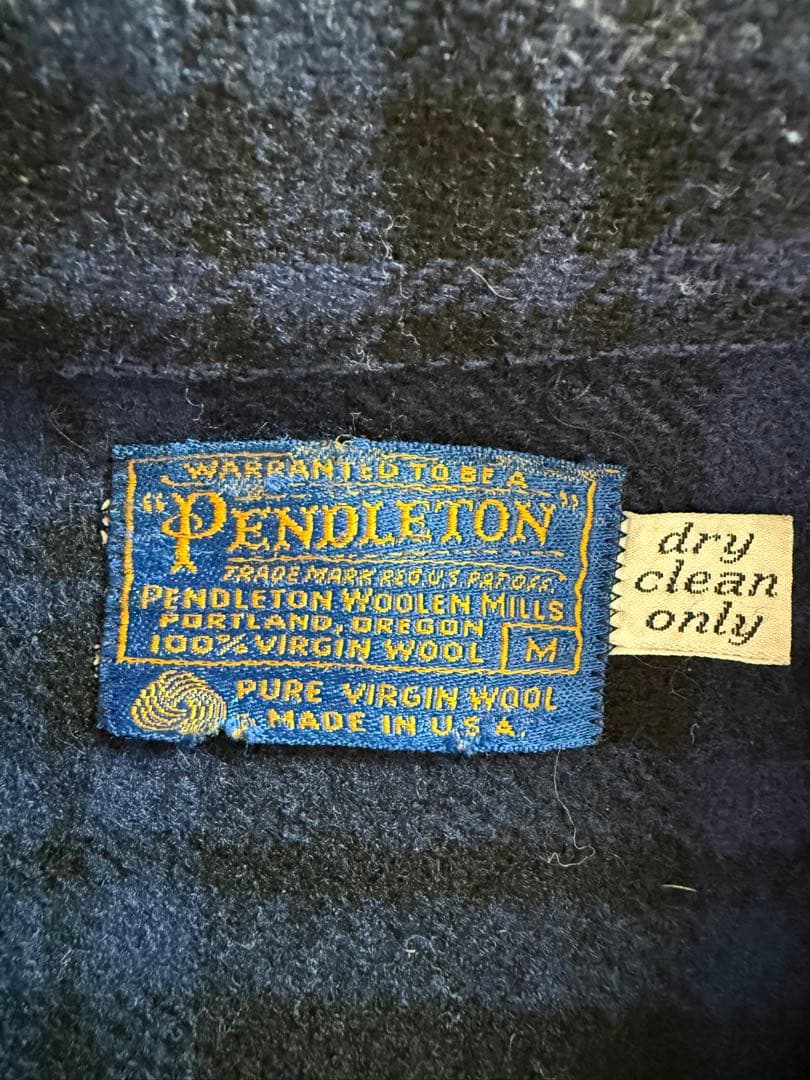 WARRANTED TO BE A
"PENDLETON"
TRADE MARK REG. U.S. PAT. OFF.
PENDLETON WOOLEN MILLS
PORTLAND, OREGON
100% VIRGIN WOOL M
PURE VIRGIN WOOL
MADE IN U.S.A.
dry
clean
only